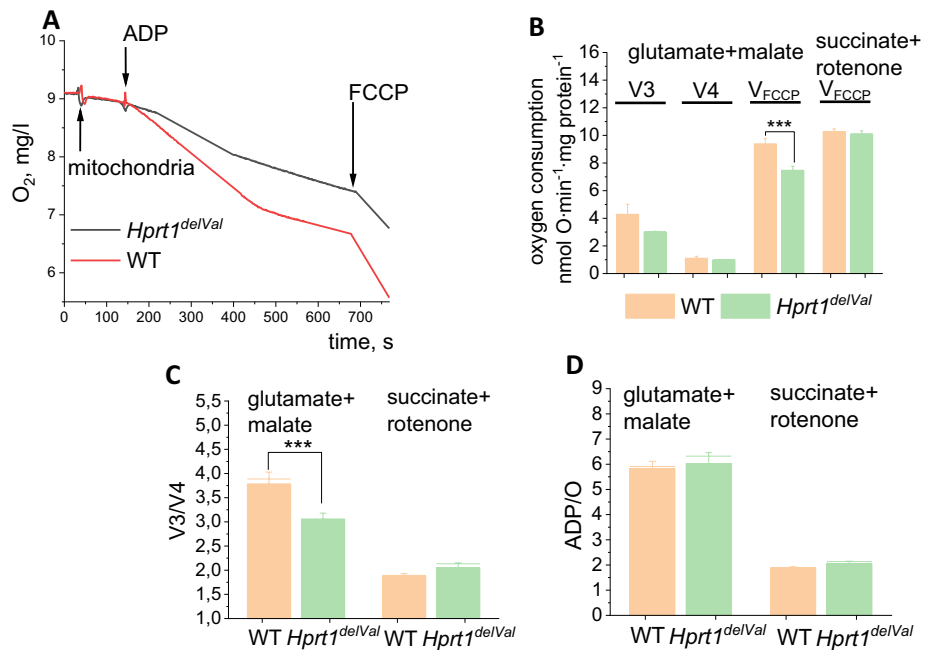 A
ADP
FCCP
mitochondria
Hprt1delVal
WT
O2, mg/l
10
9
8
7
6
0 100 200 300 400 500 600 700
time, s
B
glutamate+malate
succinate+
rotenone
V3
V4
VFCCP
VFCCP
***
oxygen consumption
nmol O·min-1·mg protein-1
16
14
12
10
8
6
4
2
0
WT
Hprt1delVal
C
glutamate+
malate
succinate+
rotenone
***
V3/V4
5,5
5,0
4,5
4,0
3,5
3,0
2,5
2,0
1,5
1,0
WT Hprt1delVal
WT Hprt1delVal
D
glutamate+
malate
succinate+
rotenone
ADP/O
9
8
7
6
5
4
3
2
1
0
WT Hprt1delVal
WT Hprt1delVal